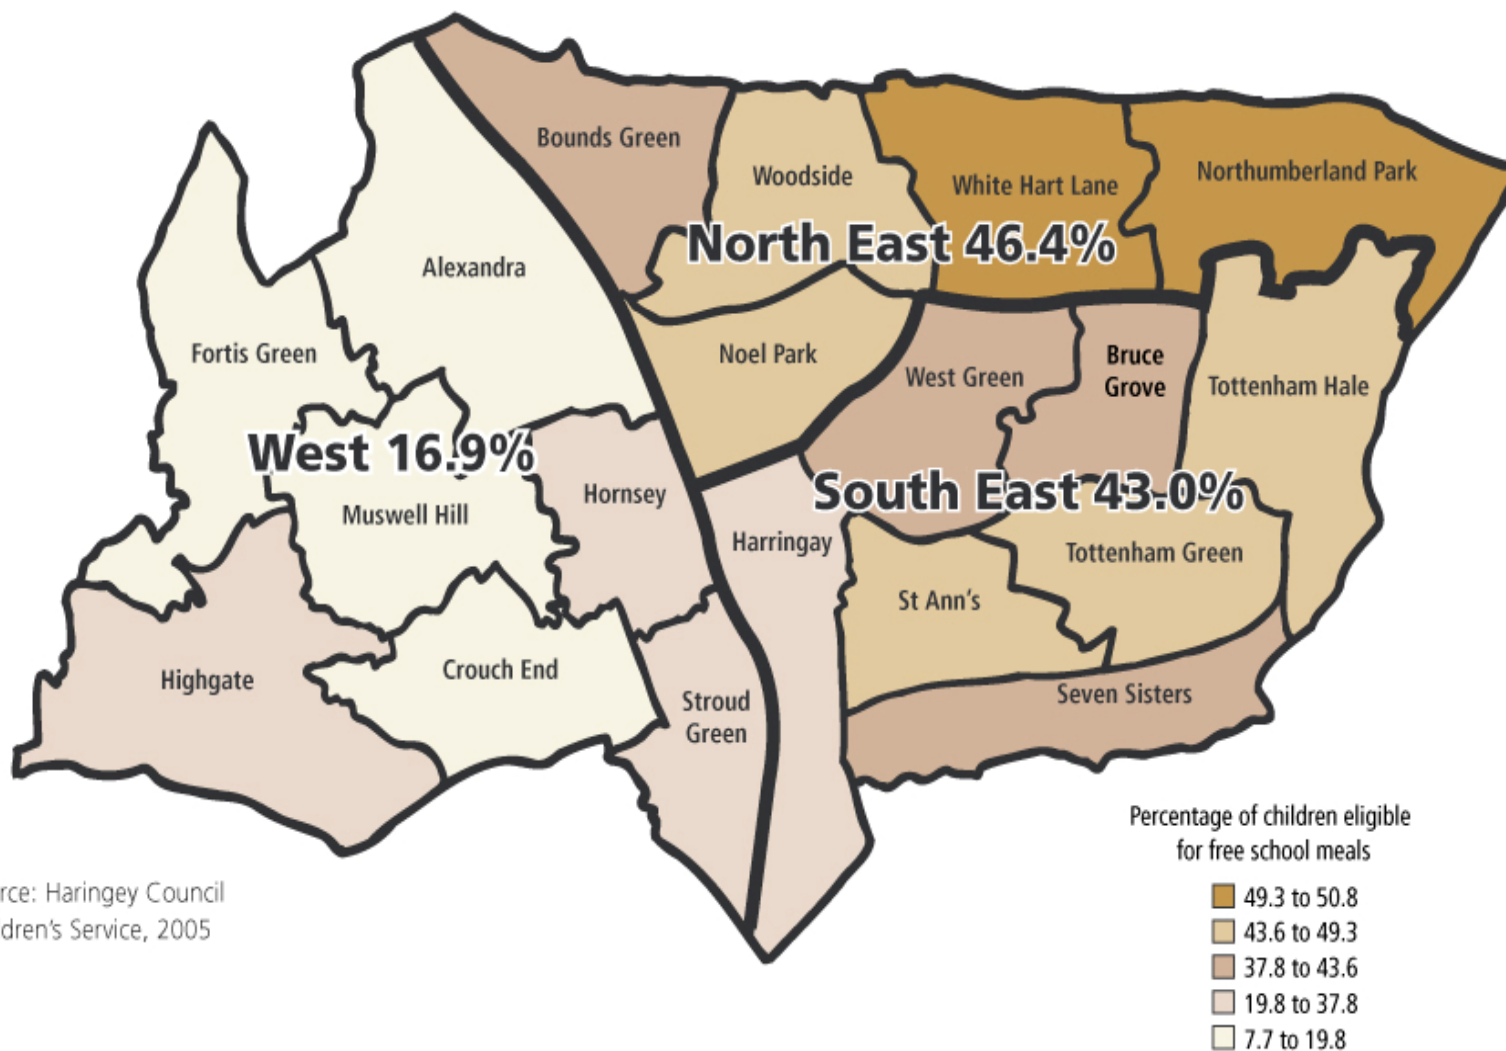 Bounds Green
Woodside
White Hart Lane
Northumberland Park
North East 46.4%
Alexandra
Fortis Green
Noel Park
West Green
Bruce
Grove
Tottenham Hale
West 16.9%
Muswell Hill
Hornsey
South East 43.0%
Harringay
Tottenham Green
St Ann's
Highgate
Crouch End
Stroud
Green
Seven Sisters
Percentage of children eligible
for free school meals
49.3 to 50.8
43.6 to 49.3
37.8 to 43.6
19.8 to 37.8
7.7 to 19.8
rce: Haringey Council
dren's Service, 2005